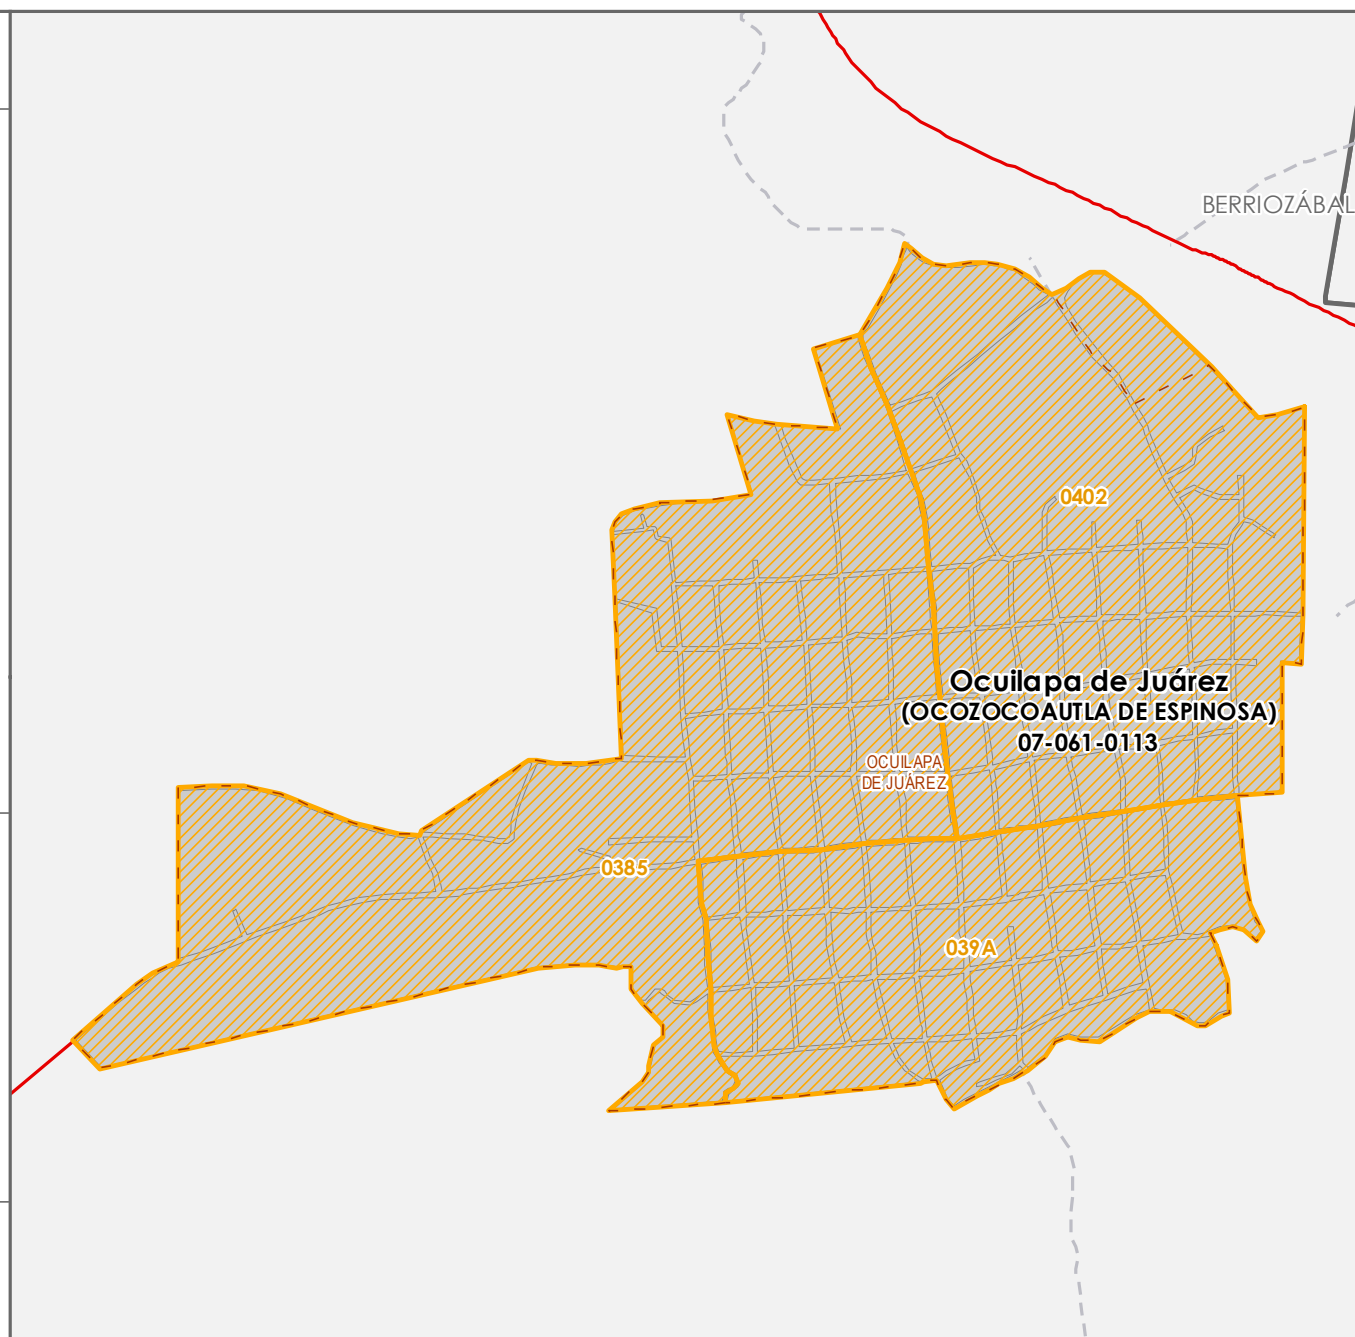 BERRIOZÁBAL
0402
Ocuilapa de Juárez
(OCOZOCOAUTLA DE ESPINOSA)
07-061-0113
OCUILAPA
DE JUÁREZ
0385
039A